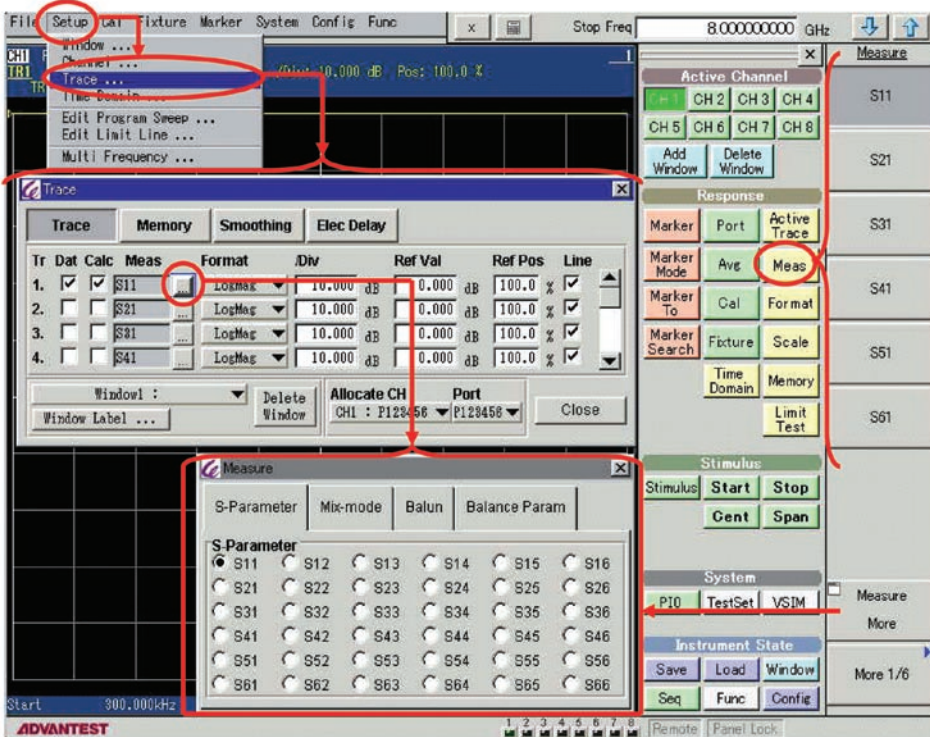 File Setup Cal Fixture Marker System Config Func
x
Stop Freq 8.000000000 GHz
Window ...
Channel ...
Trace ...
Time Domain ...
Edit Program Sweep ...
Edit Limit Line ...
Multi Frequency ...
CH1
TR1
/Div: 10.000 dB Pos: 100.0 %
1
Trace
Trace Memory Smoothing Elec Delay
Tr Dat Calc Meas Format /Div Ref Val Ref Pos Line
1. S11 ... LogMag 10.000 dB 0.000 dB 100.0 %
2. S21 ... LogMag 10.000 dB 0.000 dB 100.0 %
3. S31 ... LogMag 10.000 dB 0.000 dB 100.0 %
4. S41 ... LogMag 10.000 dB 0.000 dB 100.0 %
Window1 :
Window Label ...
Delete Window
Allocate CH Port
CH1 : P123456 P123456
Close
Measure
S-Parameter Mix-mode Balun Balance Param
S-Parameter
S11 S12 S13 S14 S15 S16
S21 S22 S23 S24 S25 S26
S31 S32 S33 S34 S35 S36
S41 S42 S43 S44 S45 S46
S51 S52 S53 S54 S55 S56
S61 S62 S63 S64 S65 S66
Start 300.000kHz
ADVANTEST
1 2 3 4 5 6 7 8
Remote Panel Lock
Active Channel
CH 1 CH 2 CH 3 CH 4
CH 5 CH 6 CH 7 CH 8
Add Window
Delete Window
Response
Marker Port Active Trace
Marker Mode Avg Meas
Marker To Cal Format
Marker Search Fixture Scale
Time Domain Memory
Limit Test
Stimulus
Stimulus Start Stop
Cent Span
System
PIO TestSet VSIM
Instrument State
Save Load Window
Seq Func Config
Measure
S11
S21
S31
S41
S51
S61
Measure
More
More 1/6